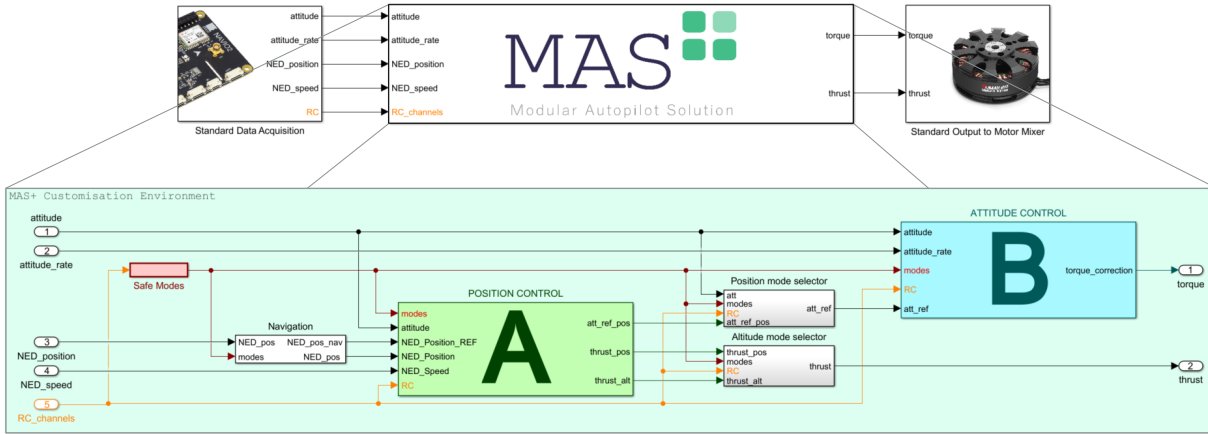 attitude
attitude_rate
NED_position
NED_speed
RC
Standard Data Acquisition
attitude
attitude_rate
NED_position
NED_speed
RC_channels
MAS
Modular Autopilot Solution
torque
thrust
torque
thrust
Standard Output to Motor Mixer
MAS+ Customisation Environment
attitude
1
2
attitude_rate
Safe Modes
3
NED_position
4
NED_speed
5
RC_channels
Navigation
NED_pos
modes
NED_pos_nav
NED_pos
POSITION CONTROL
modes
attitude
NED_Position_REF
NED_Position
NED_Speed
RC
A
att_ref_pos
thrust_pos
thrust_alt
Position mode selector
att
modes
RC
att_ref_pos
att_ref
Altitude mode selector
thrust_pos
modes
RC
thrust_alt
thrust
ATTITUDE CONTROL
attitude
attitude_rate
modes
RC
att_ref
B
torque_correction
1
torque
2
thrust